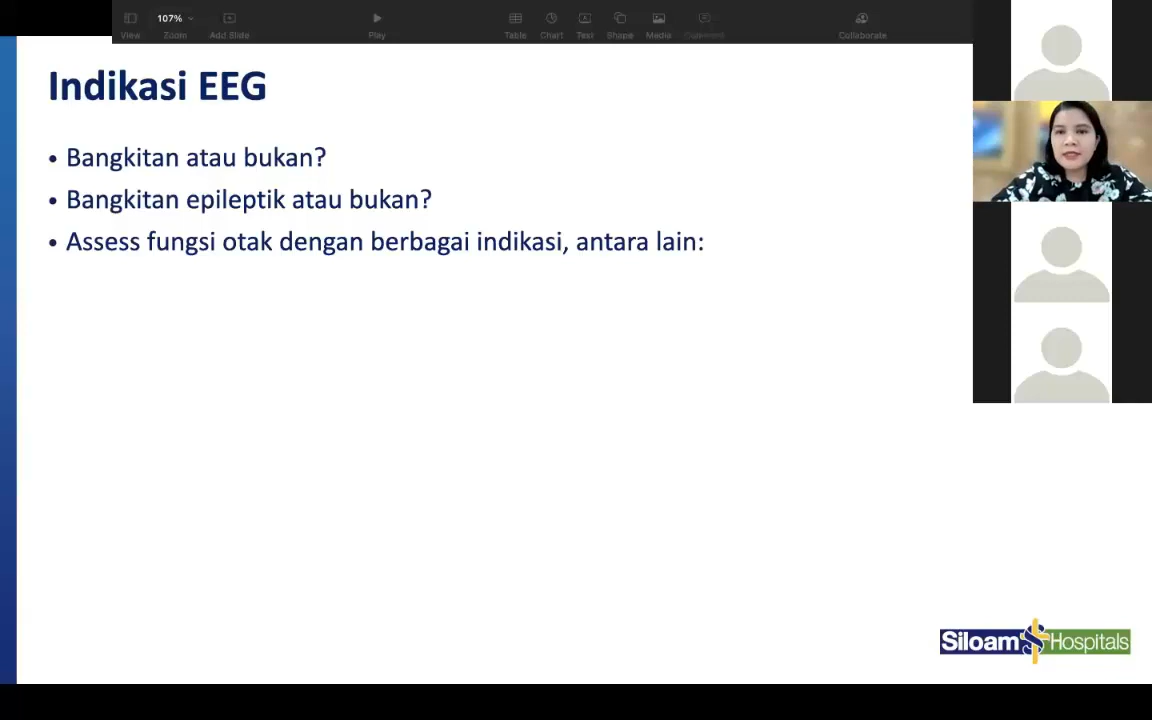 107%
View
Zoom
Add Slide
Play
Table
Chart
Text
Shape
Media
Comment
Collaborate
Indikasi EEG
• Bangkitan atau bukan?
• Bangkitan epileptik atau bukan?
• Assess fungsi otak dengan berbagai indikasi, antara lain:
Siloam Hospitals